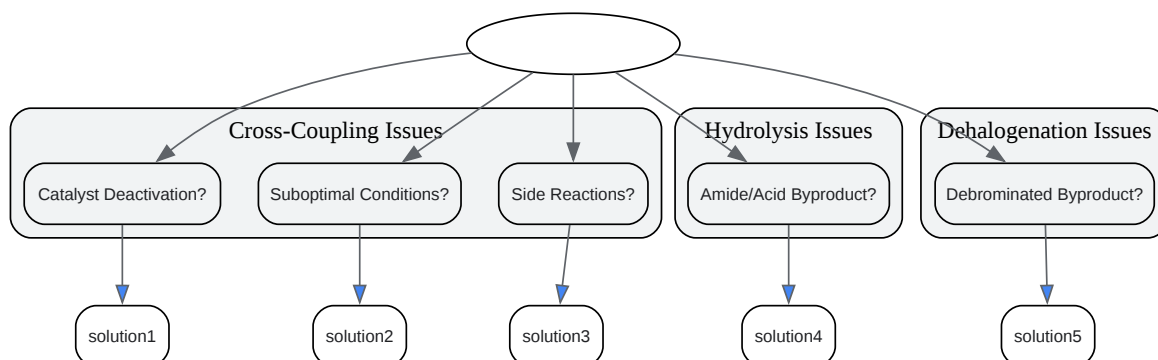 Cross-Coupling Issues
Hydrolysis Issues
Dehalogenation Issues
Catalyst Deactivation?
Suboptimal Conditions?
Side Reactions?
Amide/Acid Byproduct?
Debrominated Byproduct?
solution1
solution2
solution3
solution4
solution5